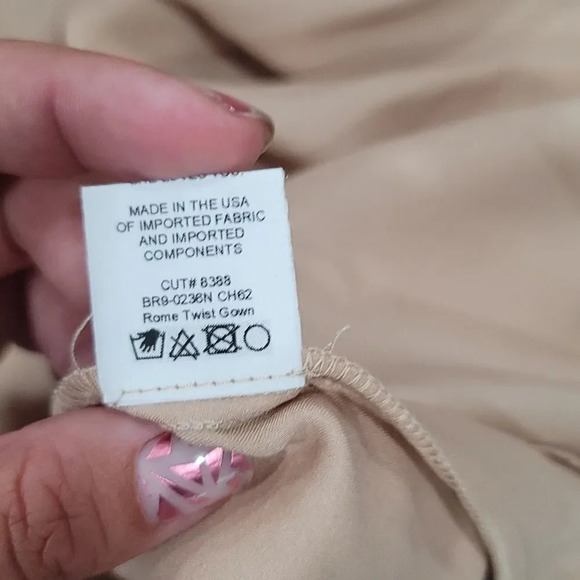 MADE IN THE USA
OF IMPORTED FABRIC
AND IMPORTED
COMPONENTS
CUT# 8388
BR9-0236N CH62
Rome Twist Gown